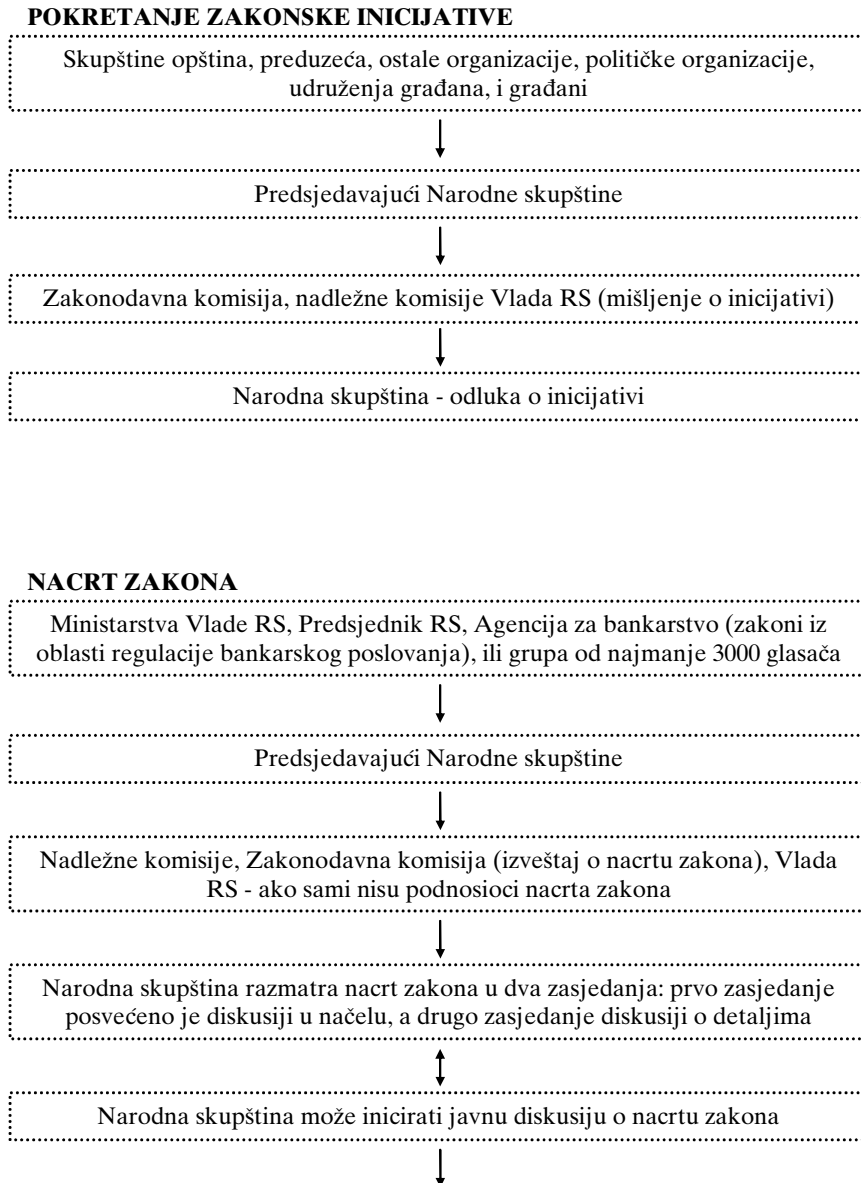 POKRETANJE ZAKONSKE INICIJATIVE
Skupštine opština, preduzeća, ostale organizacije, političke organizacije,
udruženja građana, i građani
Predsjedavajući Narodne skupštine
Zakonodavna komisija, nadležne komisije Vlada RS (mišljenje o inicijativi)
Narodna skupština - odluka o inicijativi
NACRT ZAKONA
Ministarstva Vlade RS, Predsjednik RS, Agencija za bankarstvo (zakoni iz
oblasti regulacije bankarskog poslovanja), ili grupa od najmanje 3000 glasača
Predsjedavajući Narodne skupštine
Nadležne komisije, Zakonodavna komisija (izveštaj o nacrtu zakona), Vlada
RS - ako sami nisu podnosioci nacrta zakona
Narodna skupština razmatra nacrt zakona u dva zasjedanja: prvo zasjedanje
posvećeno je diskusiji u načelu, a drugo zasjedanje diskusiji o detaljima
Narodna skupština može inicirati javnu diskusiju o nacrtu zakona